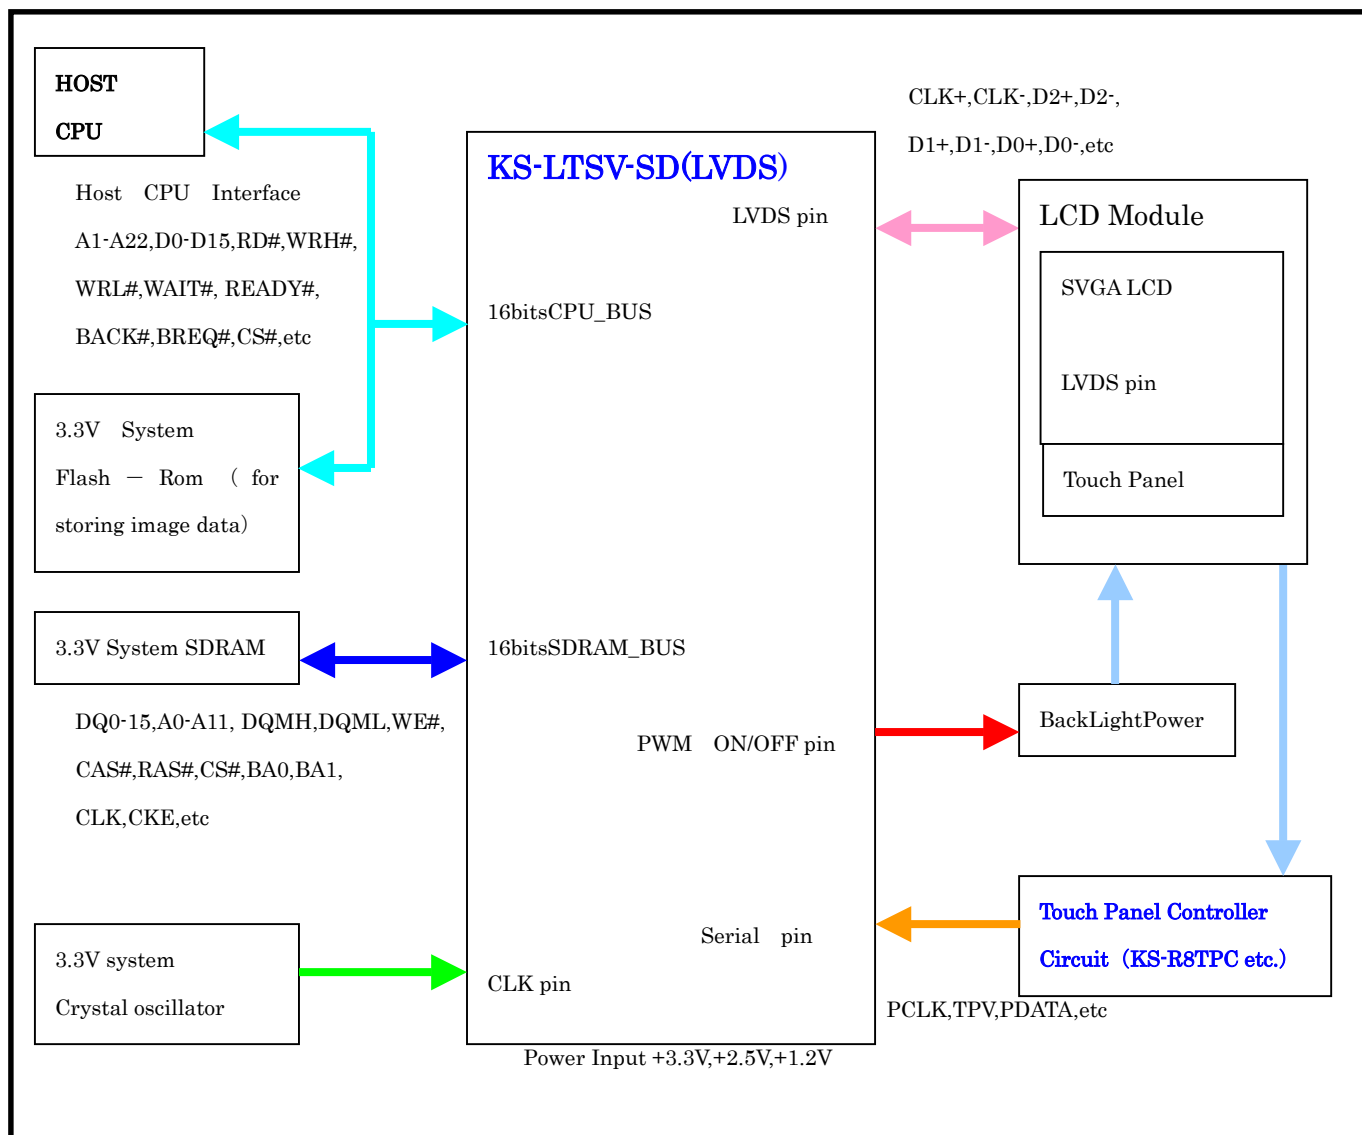 HOST
CPU
Host CPU Interface
A1-A22,D0-D15,RD#,WRH#,
WRL#,WAIT#, READY#,
BACK#,BREQ#,CS#,etc
3.3V System
Flash － Rom （ for
storing image data）
3.3V System SDRAM
DQ0-15,A0-A11, DQMH,DQML,WE#,
CAS#,RAS#,CS#,BA0,BA1,
CLK,CKE,etc
3.3V system
Crystal oscillator
KS-LTSV-SD(LVDS)
LVDS pin
16bitsCPU_BUS
16bitsSDRAM_BUS
PWM ON/OFF pin
Serial pin
CLK pin
Power Input +3.3V,+2.5V,+1.2V
CLK+,CLK-,D2+,D2-,
D1+,D1-,D0+,D0-,etc
LCD Module
SVGA LCD
LVDS pin
Touch Panel
BackLightPower
Touch Panel Controller
Circuit（KS-R8TPC etc.）
PCLK,TPV,PDATA,etc